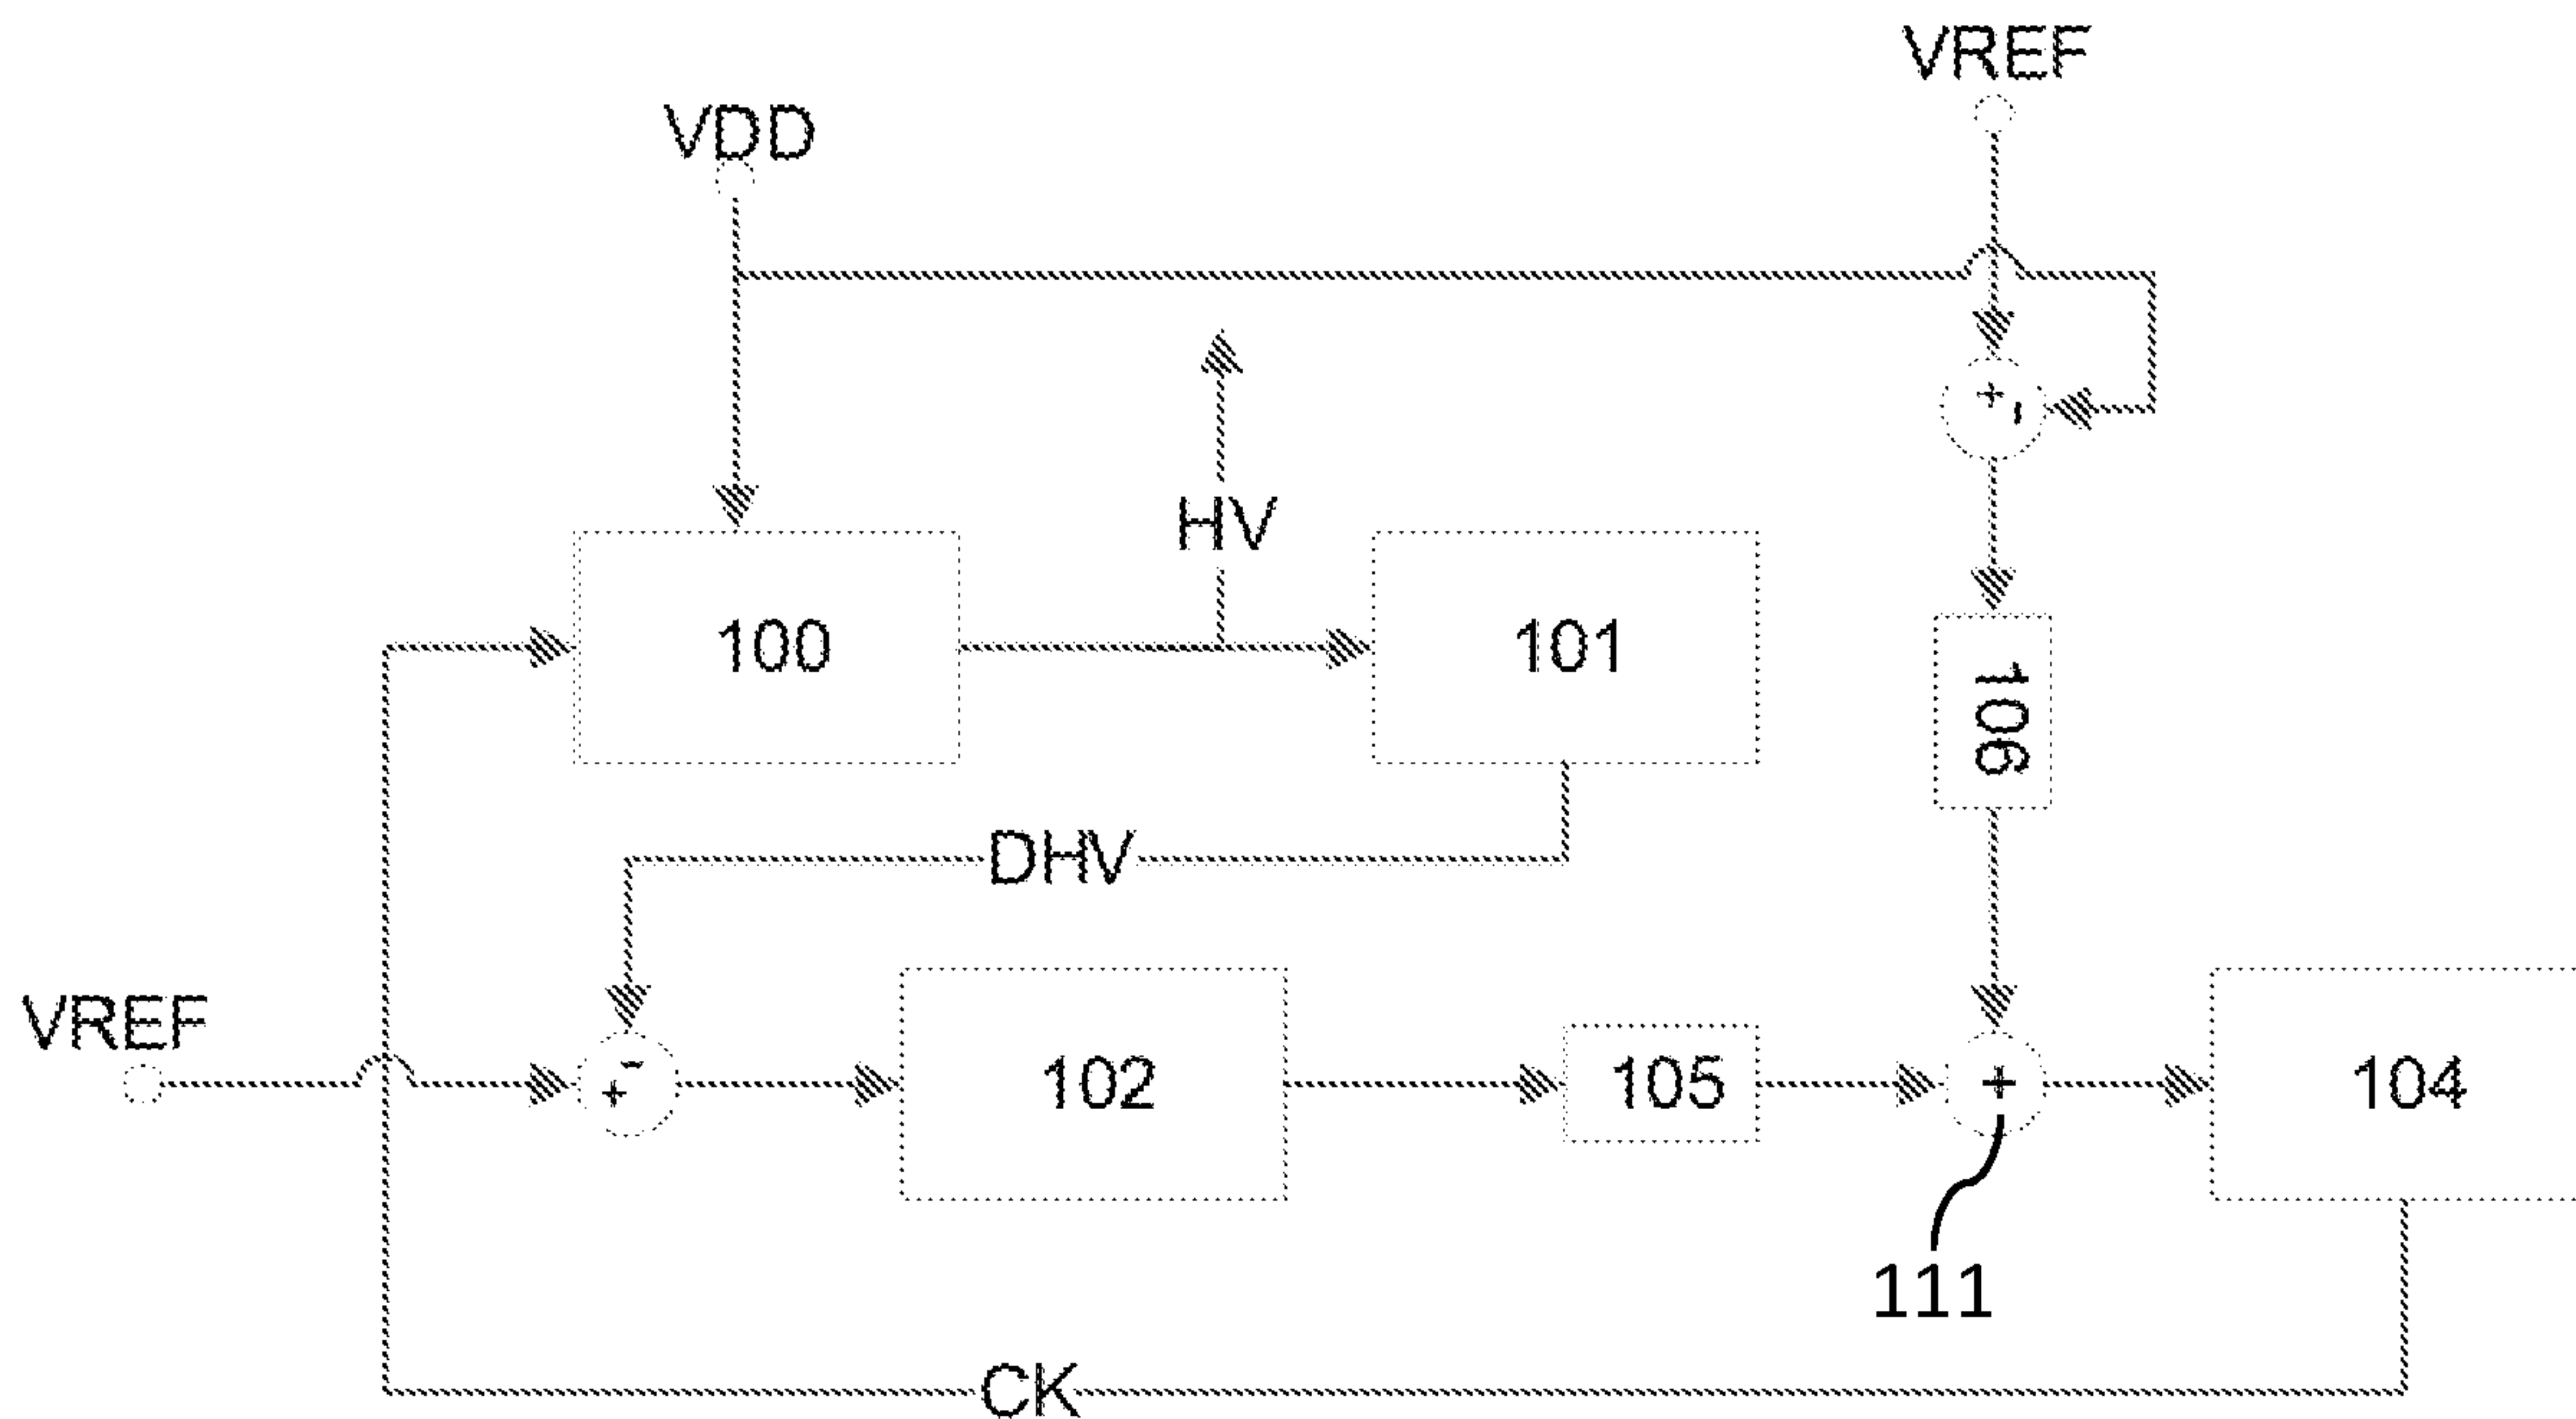 VREF
VDD
+ -
HV
100
101
106
DHV
VREF
+ -
102
105
+
104
111
CK